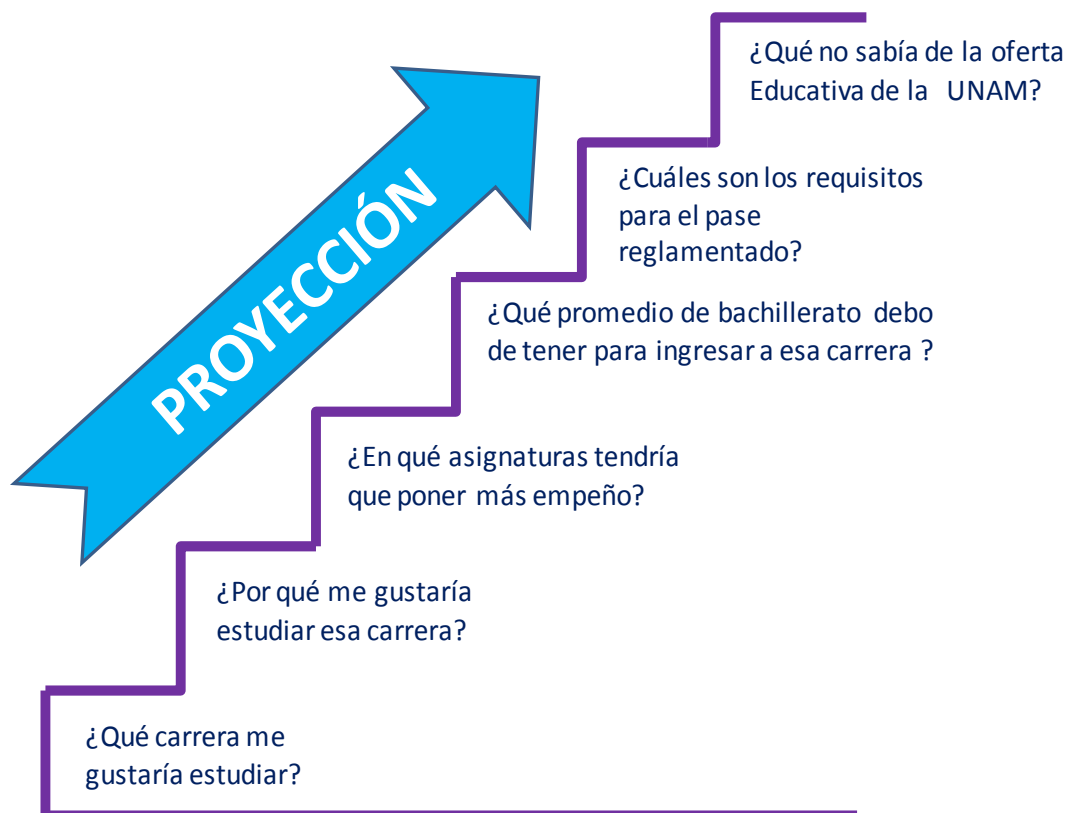 ¿Qué no sabía de la oferta
Educativa de la UNAM?
¿Cuáles son los requisitos
para el pase
reglamentado?
¿Qué promedio de bachillerato debo
de tener para ingresar a esa carrera ?
PROYECCIÓN
¿En qué asignaturas tendría
que poner más empeño?
¿Por qué me gustaría
estudiar esa carrera?
¿Qué carrera me
gustaría estudiar?